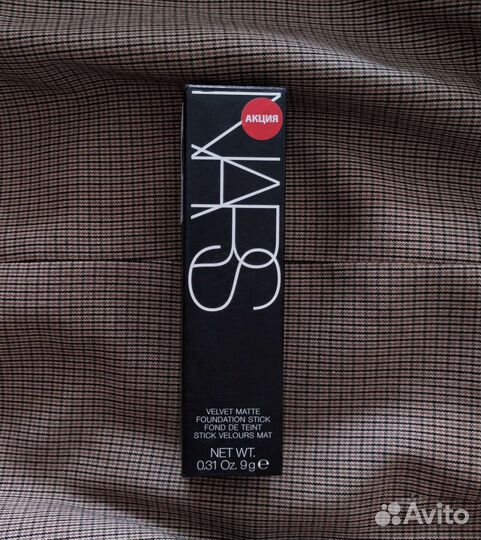 АКЦИЯ
NARS
VELVET MATTE
FOUNDATION STICK
FOND DE TEINT
STICK VELOURS MAT
NET WT.
0.31 Oz. 9g e
Avito